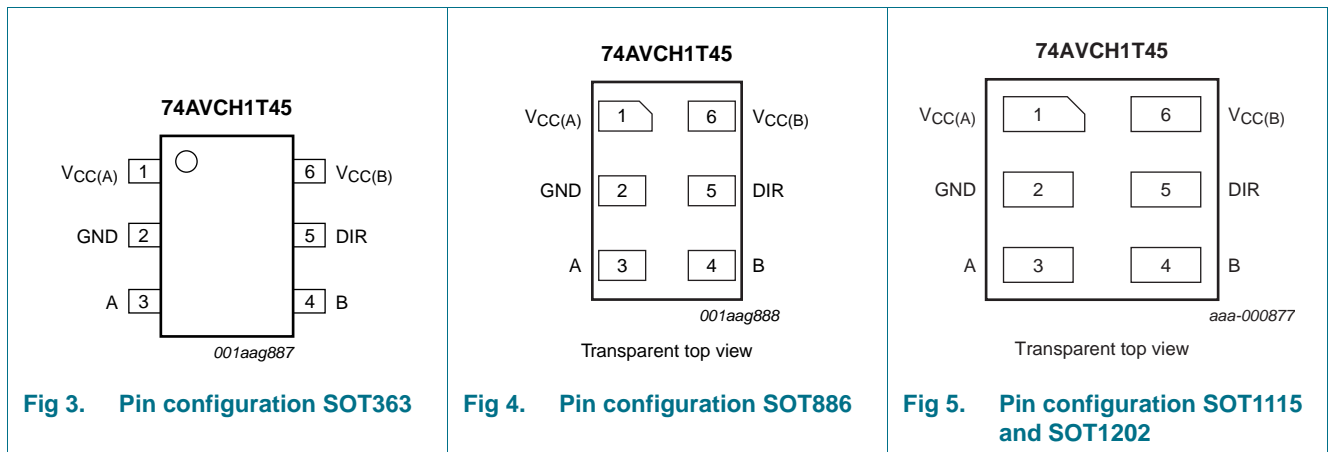 74AVCH1T45
VCC(A) 1 6 VCC(B)
GND 2 5 DIR
A 3 4 B
001aag887
Fig 3. Pin configuration SOT363
74AVCH1T45
VCC(A) 1 6 VCC(B)
GND 2 5 DIR
A 3 4 B
001aag888
Transparent top view
Fig 4. Pin configuration SOT886
74AVCH1T45
VCC(A) 1 6 VCC(B)
GND 2 5 DIR
A 3 4 B
aaa-000877
Transparent top view
Fig 5. Pin configuration SOT1115
and SOT1202